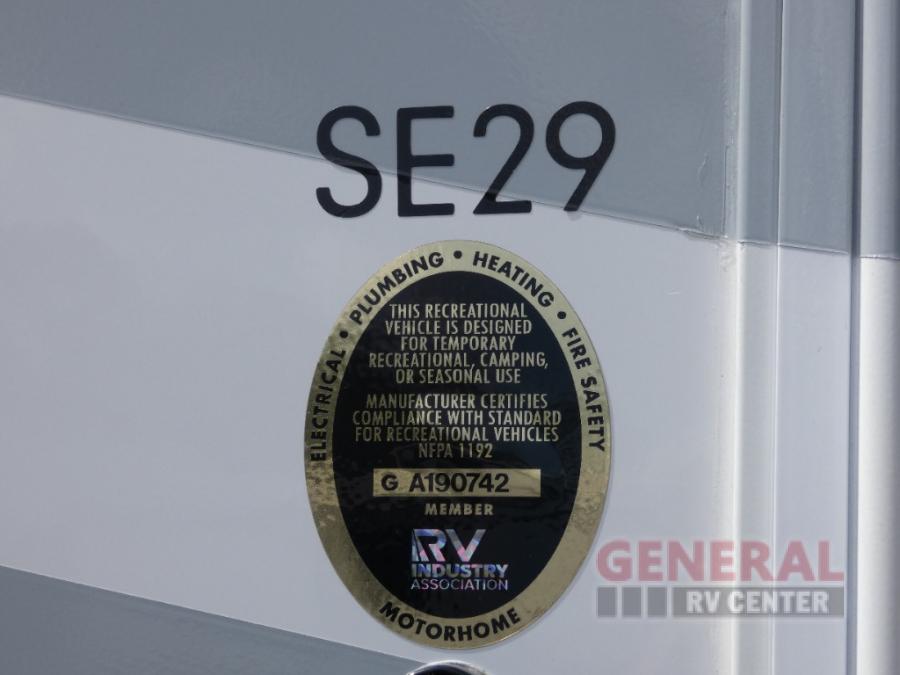 SE29
ELECTRICAL • PLUMBING • HEATING • FIRE SAFETY
THIS RECREATIONAL
VEHICLE IS DESIGNED
FOR TEMPORARY
RECREATIONAL, CAMPING,
OR SEASONAL USE
MANUFACTURER CERTIFIES
COMPLIANCE WITH STANDARD
FOR RECREATIONAL VEHICLES
NFPA 1192
G A190742
MEMBER
RV
INDUSTRY
ASSOCIATION
MOTORHOME
GENERAL
RV CENTER